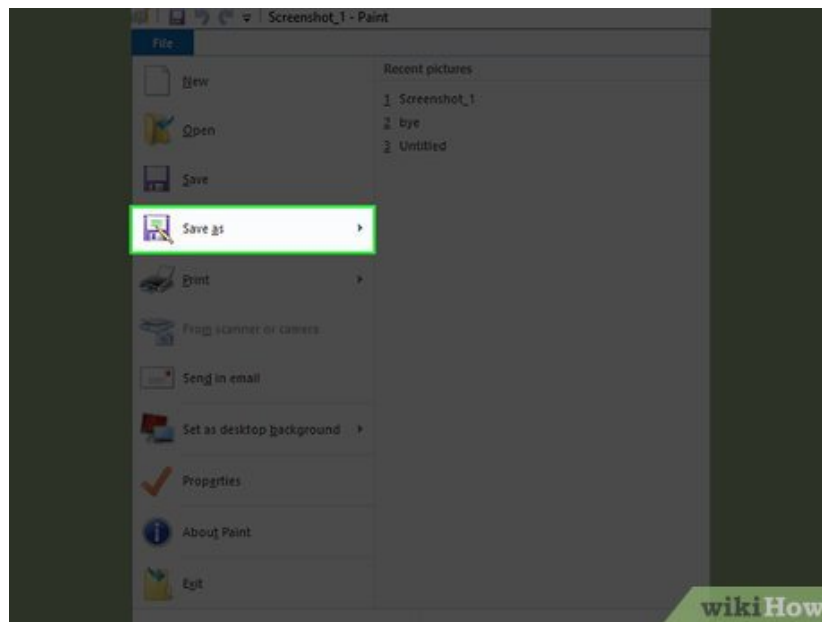 Screenshot_1 - Paint
File
New
Open
Save
Save as
Print
From scanner or camera
Send in email
Set as desktop background
Properties
About Paint
Exit
Recent pictures
1 Screenshot_1
2 bye
3 Untitled
wikiHow